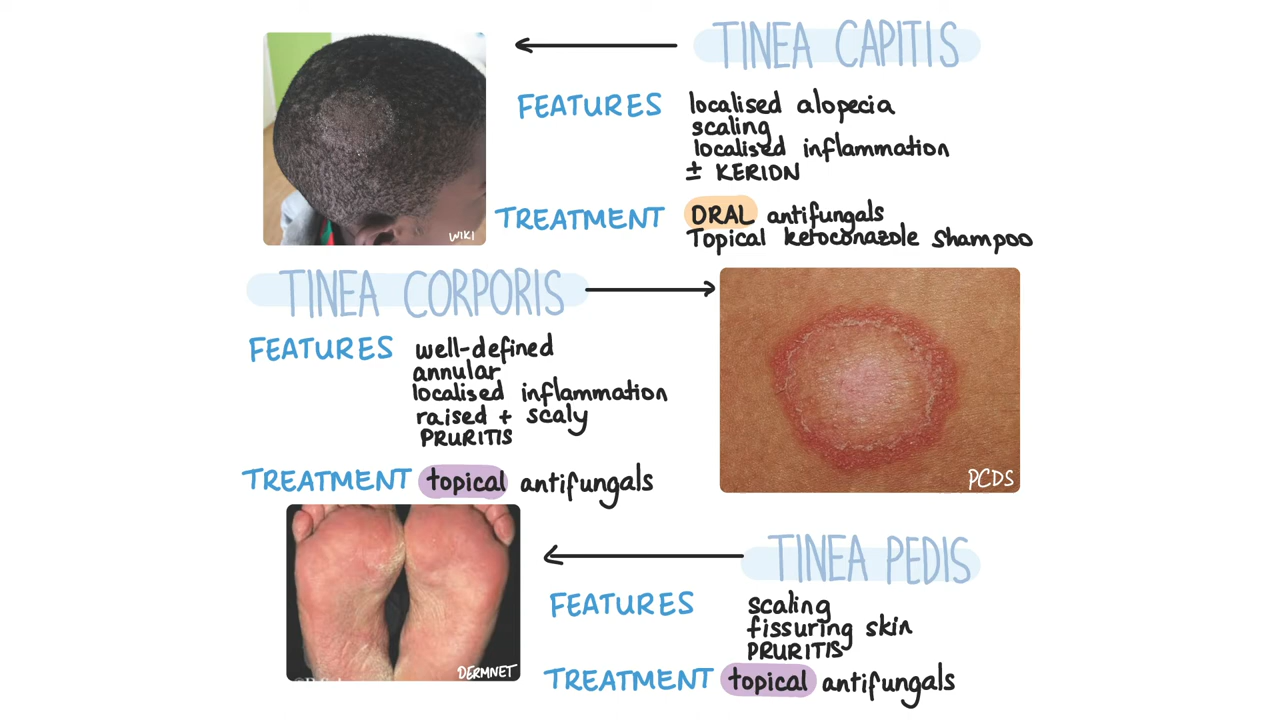 TINEA CAPITIS
FEATURES localised alopecia
scaling
localised inflammation
± KERION
TREATMENT ORAL antifungals
Topical ketoconazole Shampoo
WIKI
TINEA CORPORIS
FEATURES well-defined
annular
localised inflammation
raised + scaly
PRURITIS
TREATMENT topical antifungals
PCDS
TINEA PEDIS
FEATURES scaling
fissuring skin
PRURITIS
TREATMENT topical antifungals
DERMNET